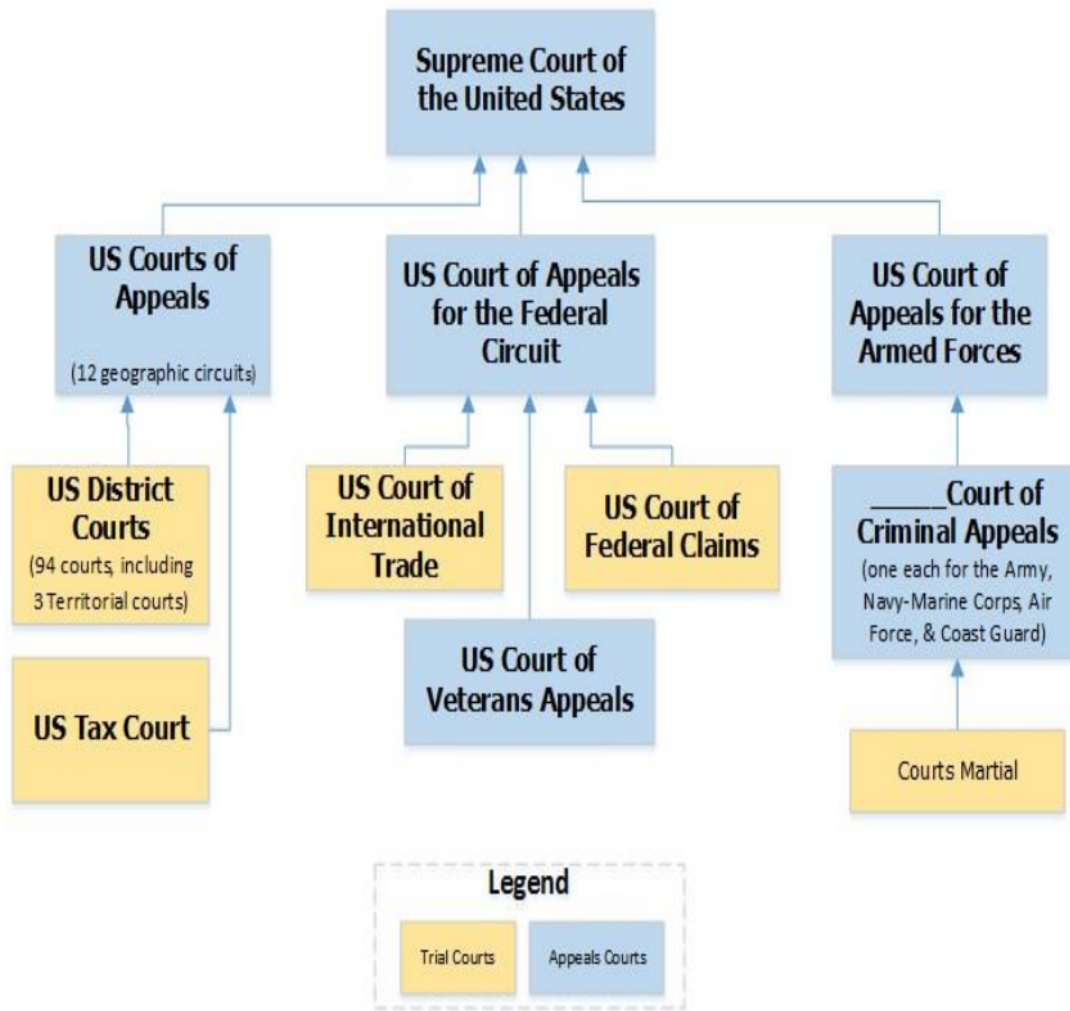 Supreme Court of
the United States
US Courts of
Appeals
(12 geographic circuits)
US Court of Appeals
for the Federal
Circuit
US Court of
Appeals for the
Armed Forces
US District
Courts
(94 courts, including
3 Territorial courts)
US Court of
International
Trade
US Court of
Federal Claims
_____Court of
Criminal Appeals
(one each for the Army,
Navy-Marine Corps, Air
Force, & Coast Guard)
US Tax Court
US Court of
Veterans Appeals
Courts Martial
Legend
Trial Courts
Appeals Courts